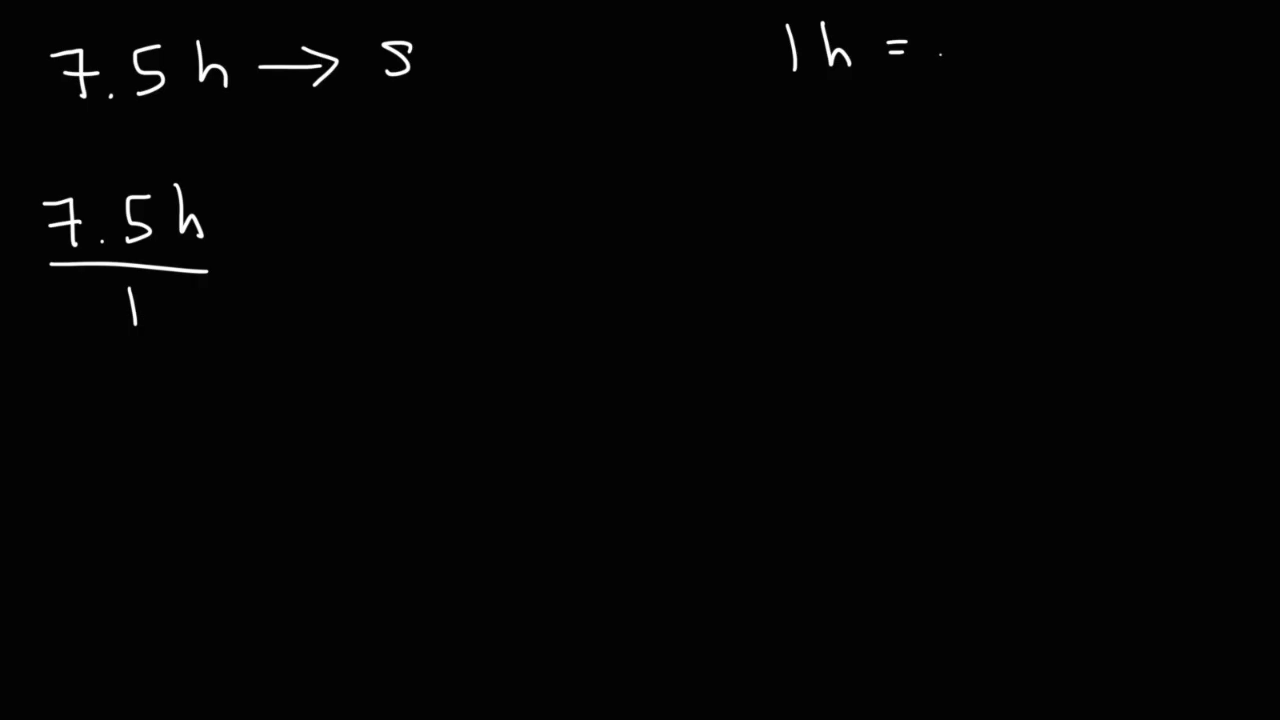 7.5 h → s
1 h =
7.5 h
1